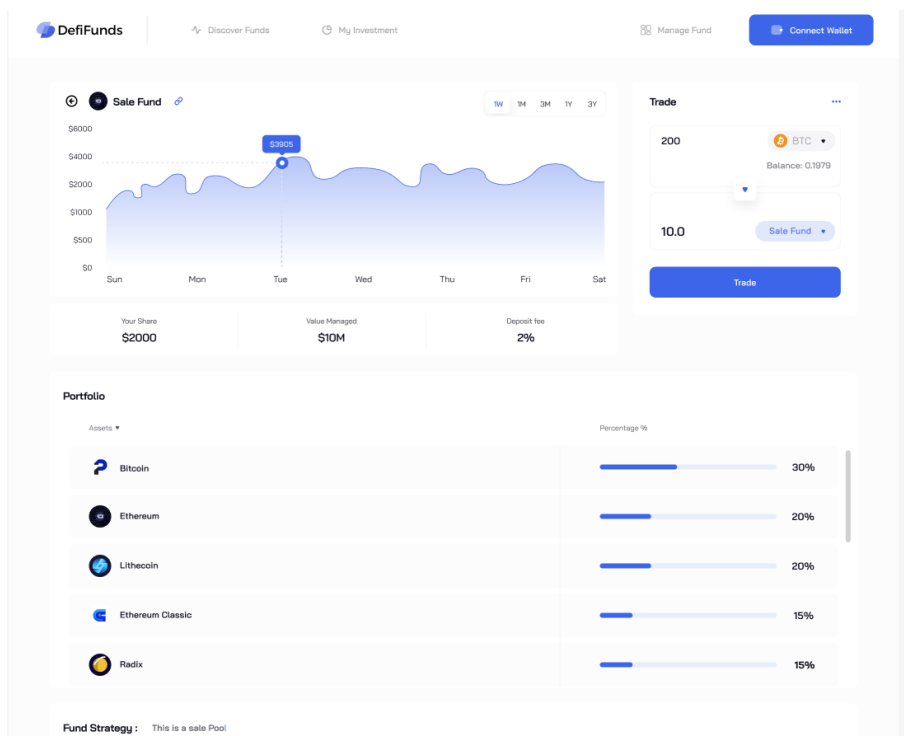 DefiFunds
Discover Funds
My Investment
Manage Fund
Connect Wallet
Sale Fund
1W 1M 3M 1Y 3Y
$6000
$4000
$2000
$1000
$500
$0
$3905
Sun Mon Tue Wed Thu Fri Sat
Your Share
$2000
Value Managed
$10M
Deposit fee
2%
Trade
200
BTC
Balance: 0.1979
10.0
Sale Fund
Trade
Portfolio
Assets
Percentage %
Bitcoin 30%
Ethereum 20%
Lithecoin 20%
Ethereum Classic 15%
Radix 15%
Fund Strategy : This is a sale Pool